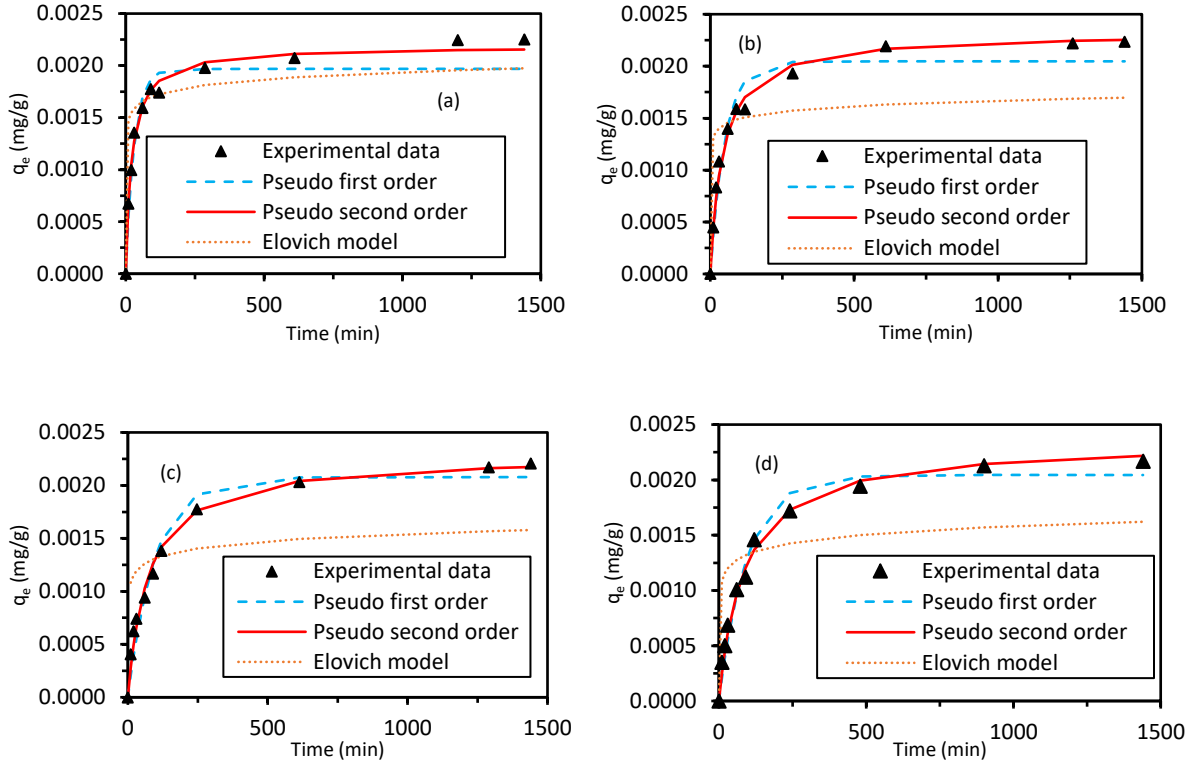 0.0025
0.0020
0.0015
0.0010
0.0005
0.0000
qe (mg/g)
(a)
Experimental data
Pseudo first order
Pseudo second order
Elovich model
0 500 1000 1500
Time (min)
0.0025
0.0020
0.0015
0.0010
0.0005
0.0000
qe (mg/g)
(b)
Experimental data
Pseudo first order
Pseudo second order
Elovich model
0 500 1000 1500
Time (min)
0.0025
0.0020
0.0015
0.0010
0.0005
0.0000
qe (mg/g)
(c)
Experimental data
Pseudo first order
Pseudo second order
Elovich model
0 500 1000 1500
Time (min)
0.0025
0.0020
0.0015
0.0010
0.0005
0.0000
qe (mg/g)
(d)
Experimental data
Pseudo first order
Pseudo second order
Elovich model
0 500 1000 1500
Time (min)